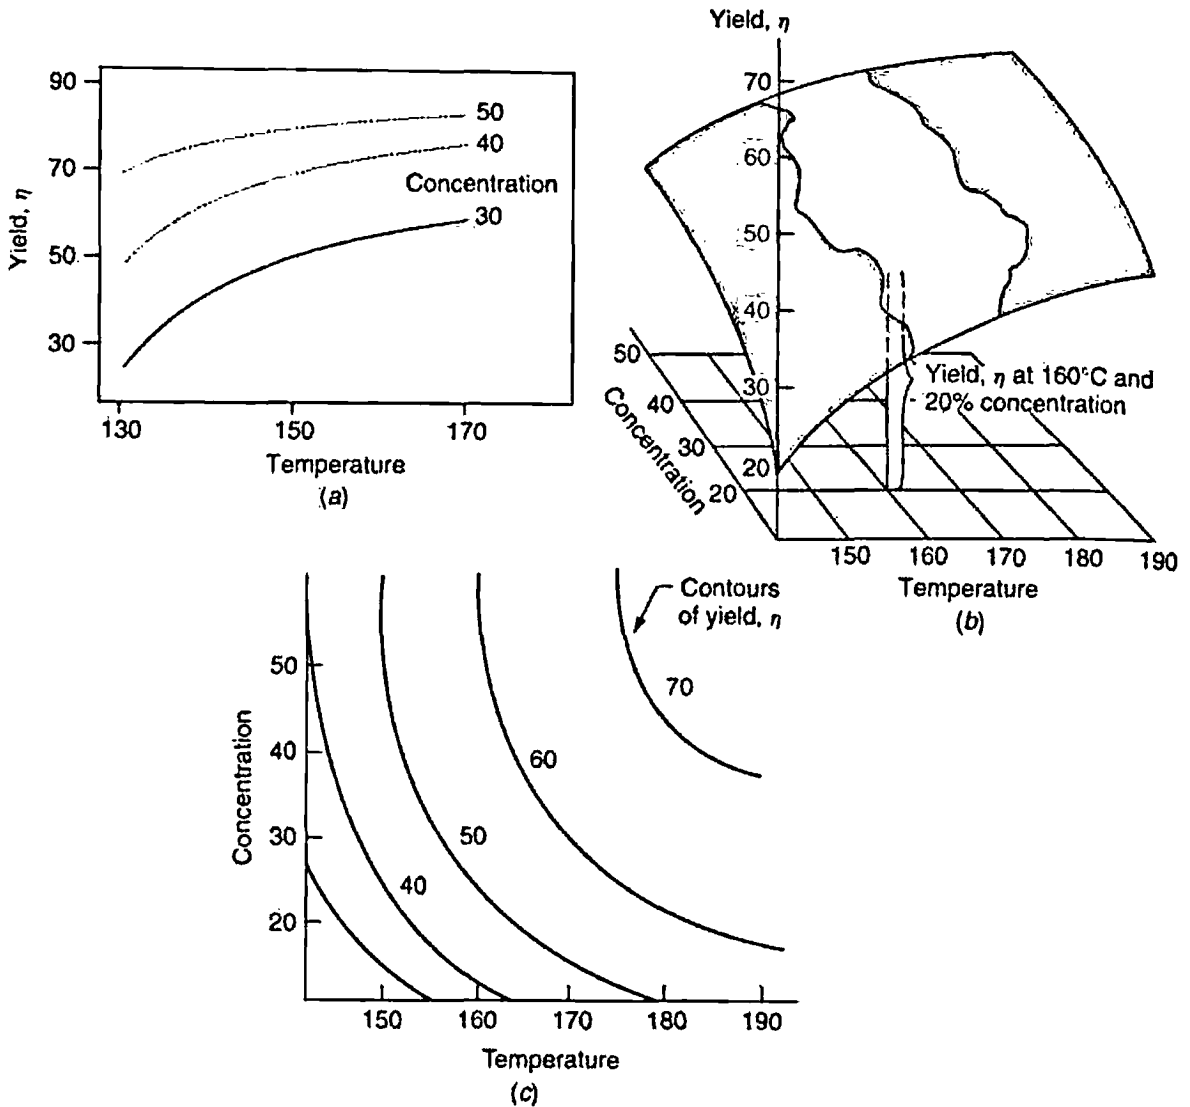 90
70
50
30
Yield, η
50
40
Concentration
30
130
150
170
Temperature
(a)
Yield, η
70
60
50
40
30
20
50
40
30
20
Concentration
Yield, η at 160°C and
20% concentration
150
160
170
180
190
Temperature
(b)
Contours
of yield, η
70
60
50
40
50
40
30
20
Concentration
150
160
170
180
190
Temperature
(c)